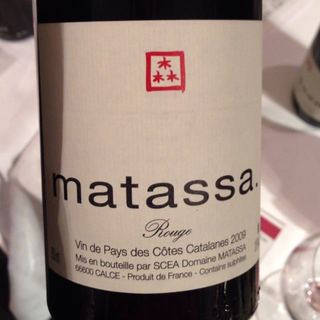 森
matassa.
Rouge
Vin de Pays des Côtes Catalanes 2009
Mis en bouteille par SCEA Domaine MATASSA
66600 CALCE - Produit de France - Contains sulphites